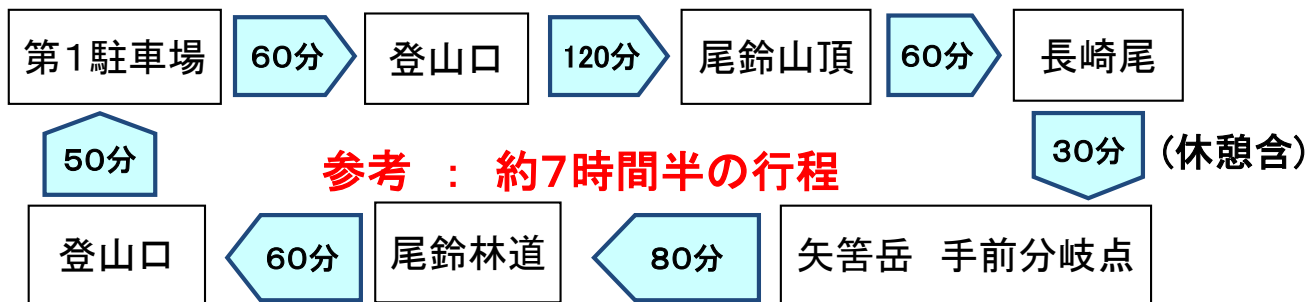 第1駐車場 60分 登山口 120分 尾鈴山頂 60分 長崎尾
50分 参考 : 約7時間半の行程 30分 (休憩含)
登山口 60分 尾鈴林道 80分 矢筈岳 手前分岐点